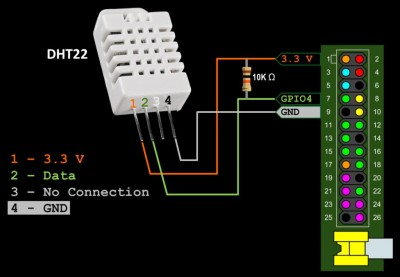 DHT22
1 2 3 4
10K Ω
3.3 V
GPIO4
GND
1 - 3.3 V
2 - Data
3 - No Connection
4 - GND
1 2
3 4
5 6
7 8
9 10
11 12
13 14
15 16
17 18
19 20
21 22
23 24
25 26